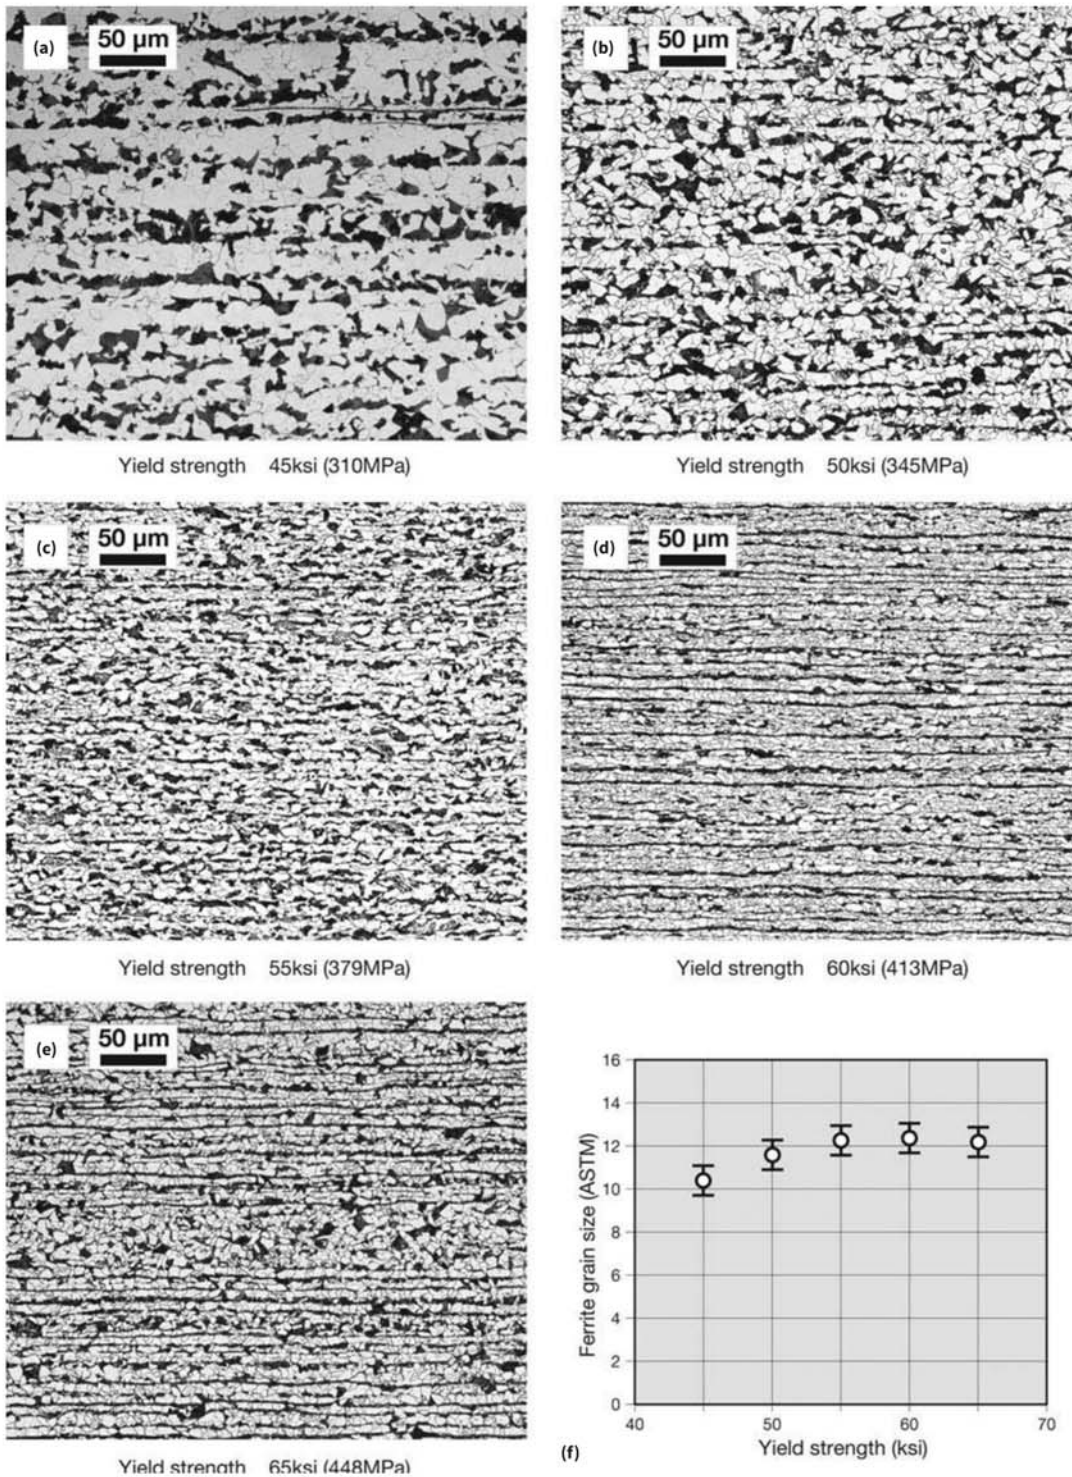 (a)
50 µm
(b)
50 µm
Yield strength 45ksi (310MPa)
Yield strength 50ksi (345MPa)
(c)
50 µm
(d)
50 µm
Yield strength 55ksi (379MPa)
Yield strength 60ksi (413MPa)
(e)
50 µm
Yield strength 65ksi (448MPa)
Ferrite grain size (ASTM)
16
14
12
10
8
6
4
2
0
40
50
60
70
Yield strength (ksi)
(f)